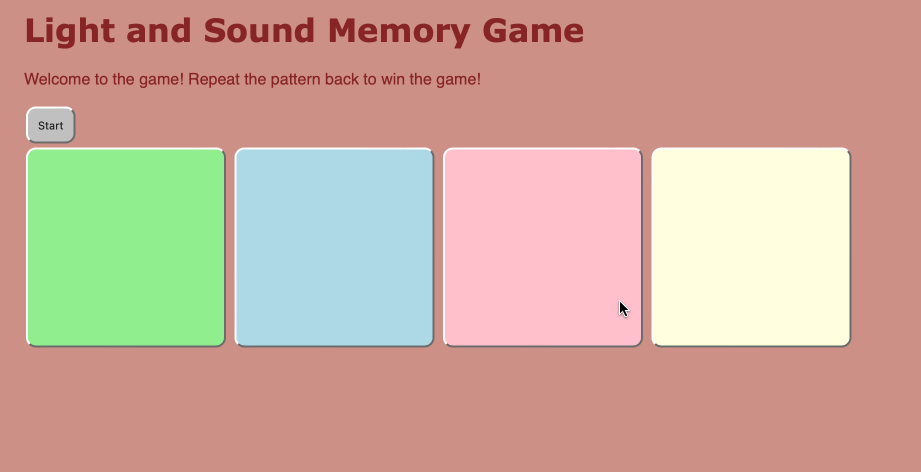 Light and Sound Memory Game
Welcome to the game! Repeat the pattern back to win the game!
Start